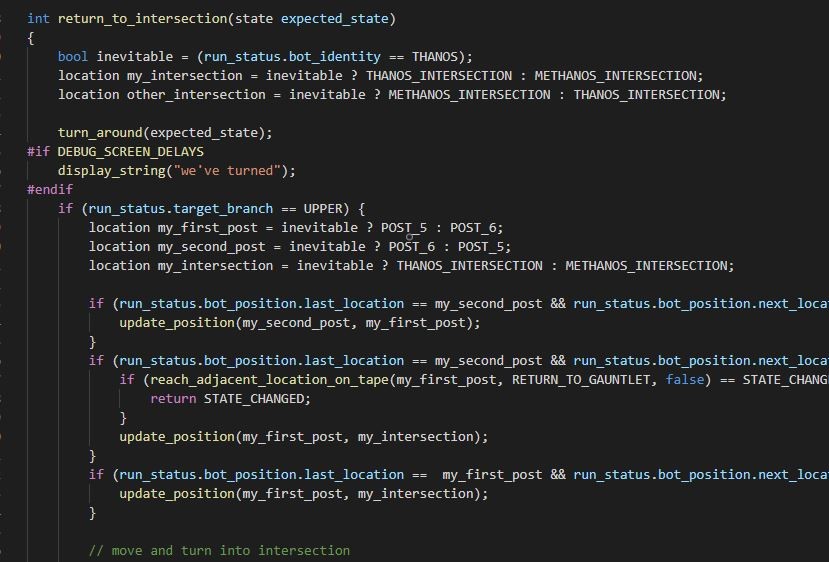 int return_to_intersection(state expected_state)
{
    bool inevitable = (run_status.bot_identity == THANOS);
    location my_intersection = inevitable ? THANOS_INTERSECTION : METHANOS_INTERSECTION;
    location other_intersection = inevitable ? METHANOS_INTERSECTION : THANOS_INTERSECTION;
    turn_around(expected_state);
#if DEBUG_SCREEN_DELAYS
    display_string("we've turned");
#endif
    if (run_status.target_branch == UPPER) {
        location my_first_post = inevitable ? POST_5 : POST_6;
        location my_second_post = inevitable ? POST_6 : POST_5;
        location my_intersection = inevitable ? THANOS_INTERSECTION : METHANOS_INTERSECTION;
        if (run_status.bot_position.last_location == my_second_post && run_status.bot_position.next_loca
            update_position(my_second_post, my_first_post);
        }
        if (run_status.bot_position.last_location == my_second_post && run_status.bot_position.next_loca
            if (reach_adjacent_location_on_tape(my_first_post, RETURN_TO_GAUNTLET, false) == STATE_CHANG
                return STATE_CHANGED;
            }
            update_position(my_first_post, my_intersection);
        }
        if (run_status.bot_position.last_location ==  my_first_post && run_status.bot_position.next_loca
            update_position(my_first_post, my_intersection);
        }
        // move and turn into intersection